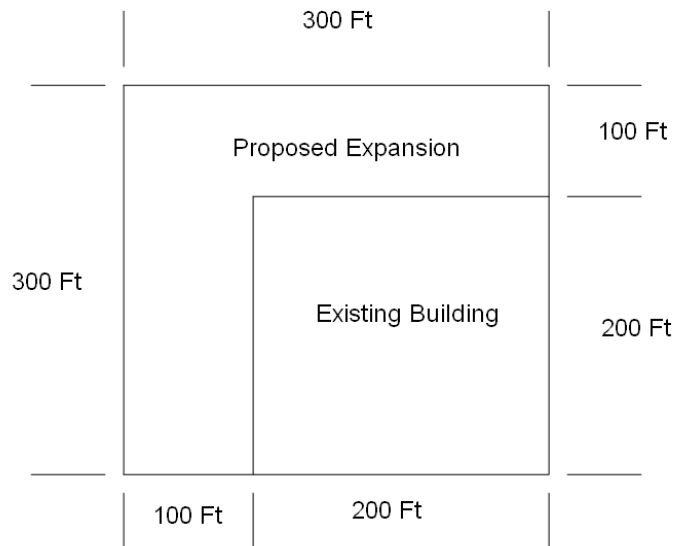 300 Ft
100 Ft
Proposed Expansion
300 Ft
Existing Building
200 Ft
100 Ft
200 Ft